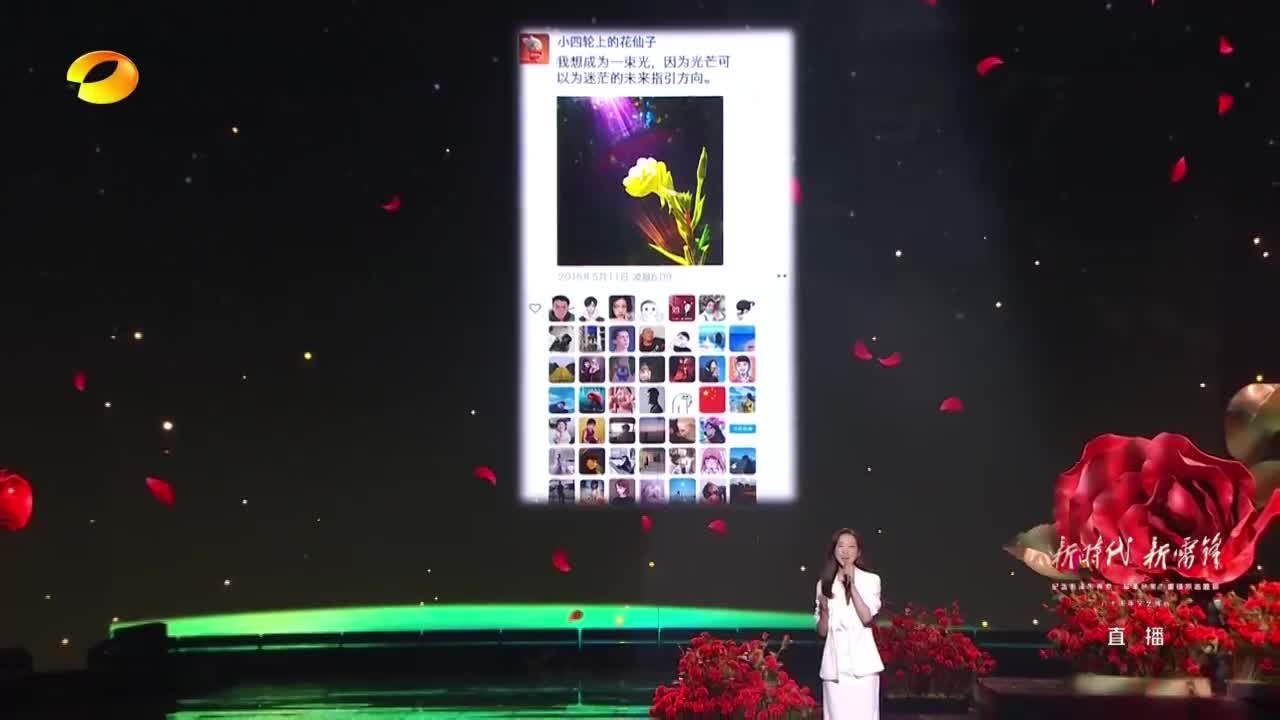 小四轮上的花仙子
我想成为一束光，因为光芒可
以为迷茫的未来指引方向。
新时代 新雷锋
直播